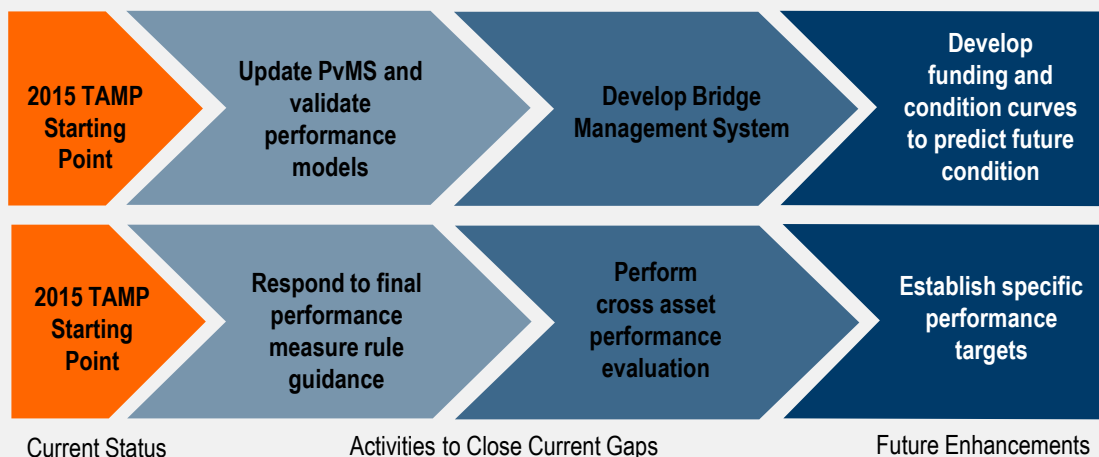 2015 TAMP
Starting
Point
Update PvMS and
validate
performance
models
Develop Bridge
Management System
Develop
funding and
condition curves
to predict future
condition
2015 TAMP
Starting
Point
Respond to final
performance
measure rule
guidance
Perform
cross asset
performance
evaluation
Establish specific
performance
targets
Current Status
Activities to Close Current Gaps
Future Enhancements